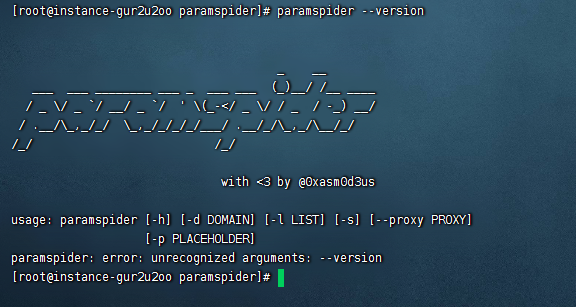 [root@instance-gur2u2oo paramspider]# paramspider --version
paramspider
with <3 by @0xasm0d3us
usage: paramspider [-h] [-d DOMAIN] [-l LIST] [-s] [--proxy PROXY]
[-p PLACEHOLDER]
paramspider: error: unrecognized arguments: --version
[root@instance-gur2u2oo paramspider]#